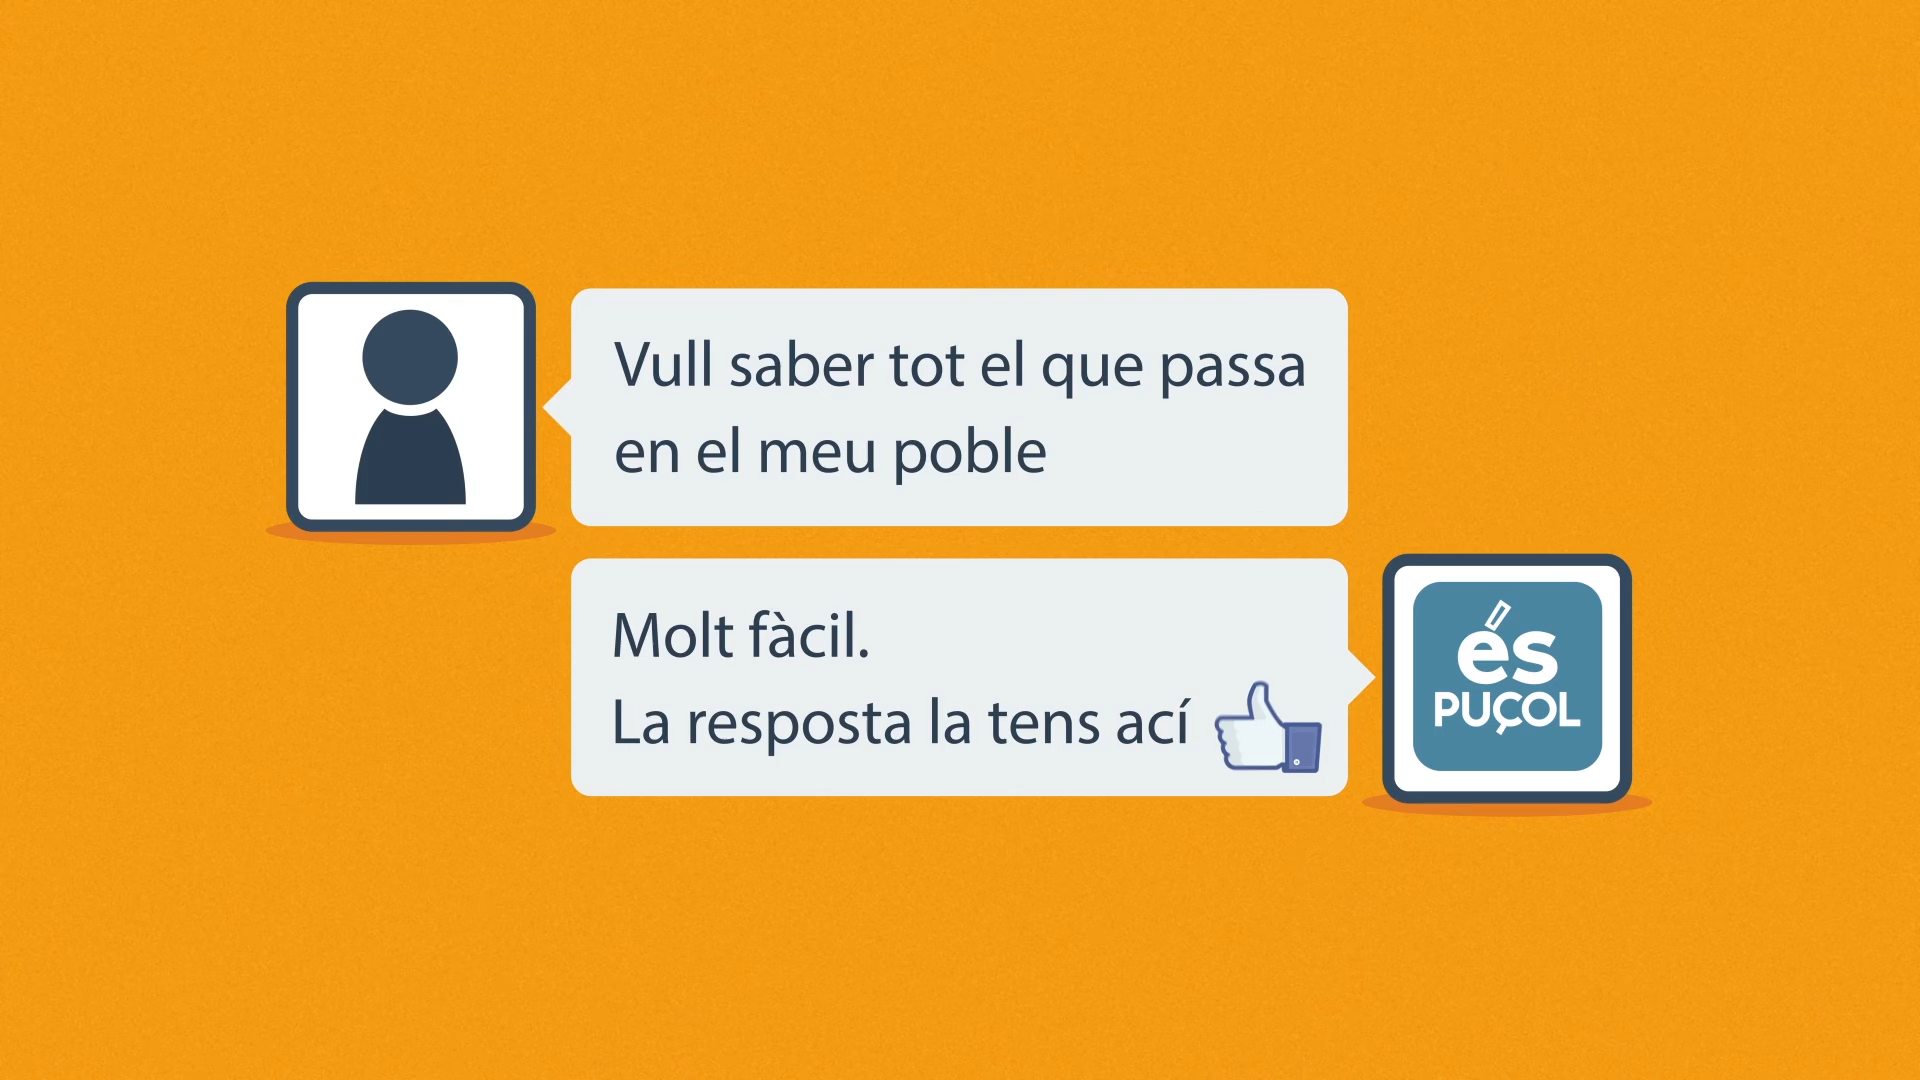 Vull saber tot el que passa
en el meu poble
Molt fàcil.
La resposta la tens ací
és
PUÇOL